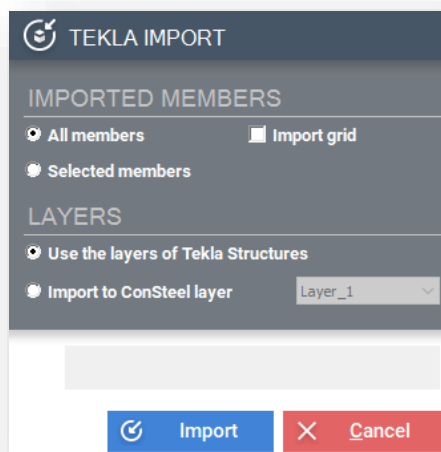 TEKLA IMPORT
IMPORTED MEMBERS
All members Import grid
Selected members
LAYERS
Use the layers of Tekla Structures
Import to ConSteel layer Layer_1
Import Cancel